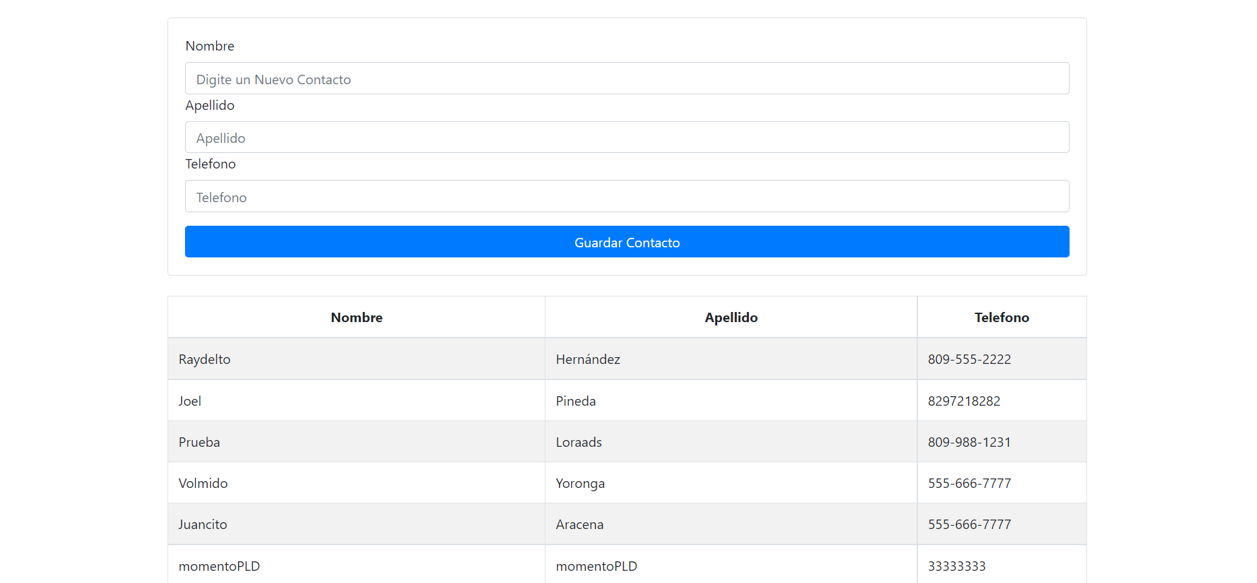 Nombre
Digite un Nuevo Contacto
Apellido
Apellido
Telefono
Telefono
Guardar Contacto
Nombre Apellido Telefono
Raydelto Hernández 809-555-2222
Joel Pineda 8297218282
Prueba Loraads 809-988-1231
Volmido Yoronga 555-666-7777
Juancito Aracena 555-666-7777
momentoPLD momentoPLD 33333333